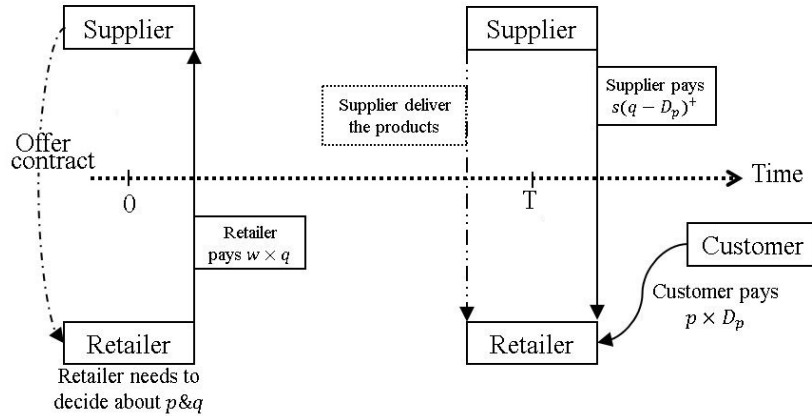 Supplier
Supplier
Supplier deliver
the products
Supplier pays
s(q − D_p)^+
Offer
contract
Time
0
T
Retailer
pays w × q
Customer
Customer pays
p × D_p
Retailer
Retailer
Retailer needs to
decide about p&q